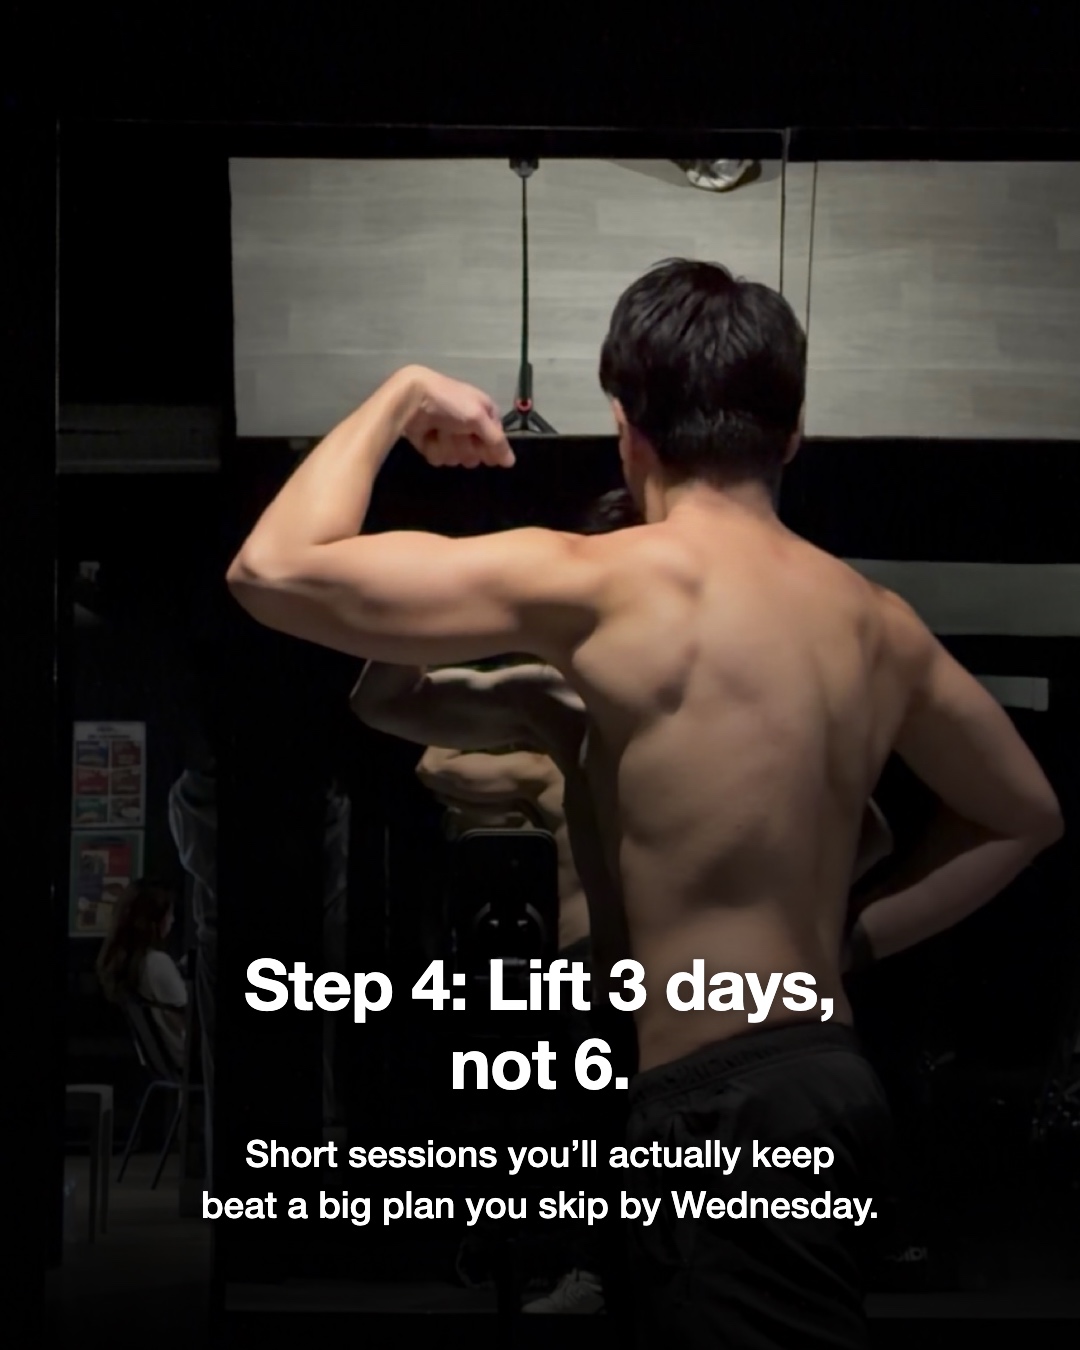 Step 4: Lift 3 days,
not 6.
Short sessions you’ll actually keep
beat a big plan you skip by Wednesday.